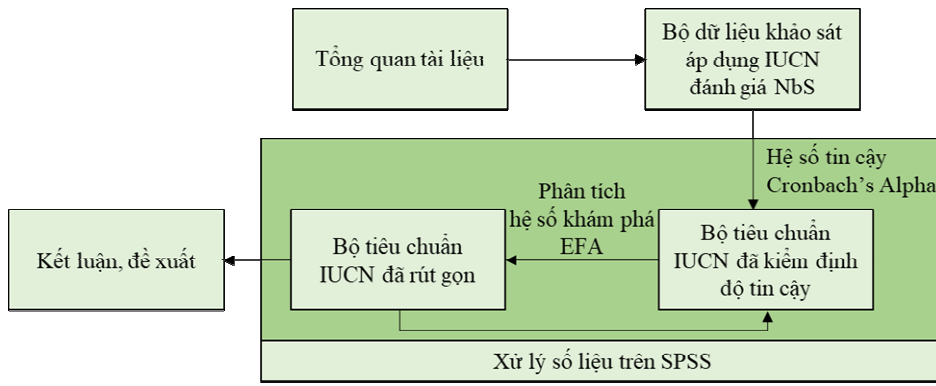 Tổng quan tài liệu
Bộ dữ liệu khảo sát
áp dụng IUCN
đánh giá NbS
Hệ số tin cậy
Cronbach’s Alpha
Phân tích
hệ số khám phá
EFA
Bộ tiêu chuẩn
IUCN đã kiểm định
độ tin cậy
Bộ tiêu chuẩn
IUCN đã rút gọn
Kết luận, đề xuất
Xử lý số liệu trên SPSS